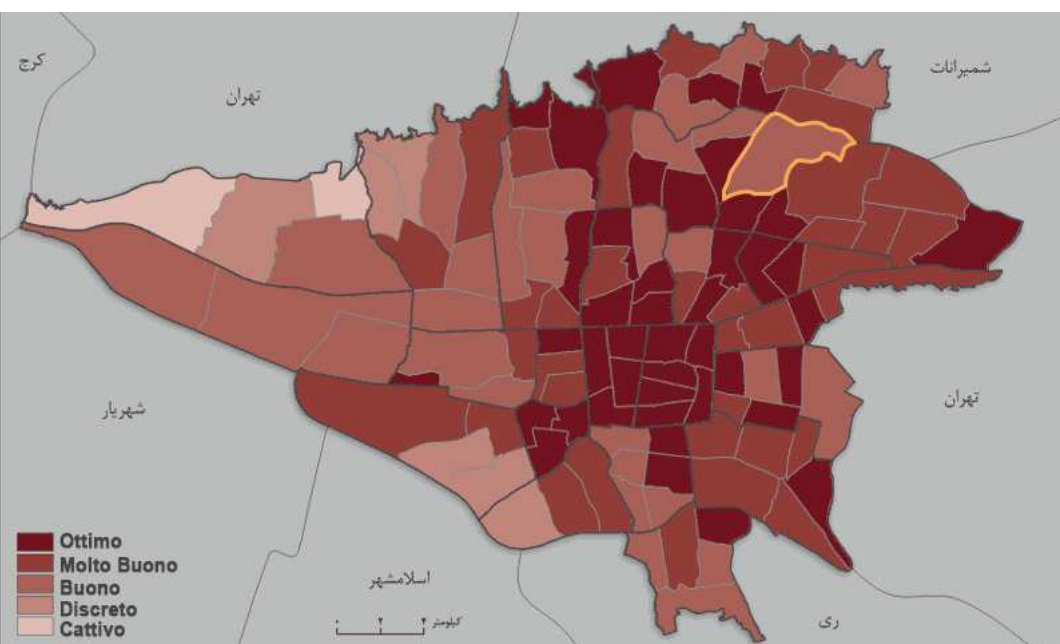 کرج
شمیرانات
تهران
شهریار
تهران
Ottimo
Molto Buono
Buono
Discreto
Cattivo
اسلامشهر
کیلومتر
ری